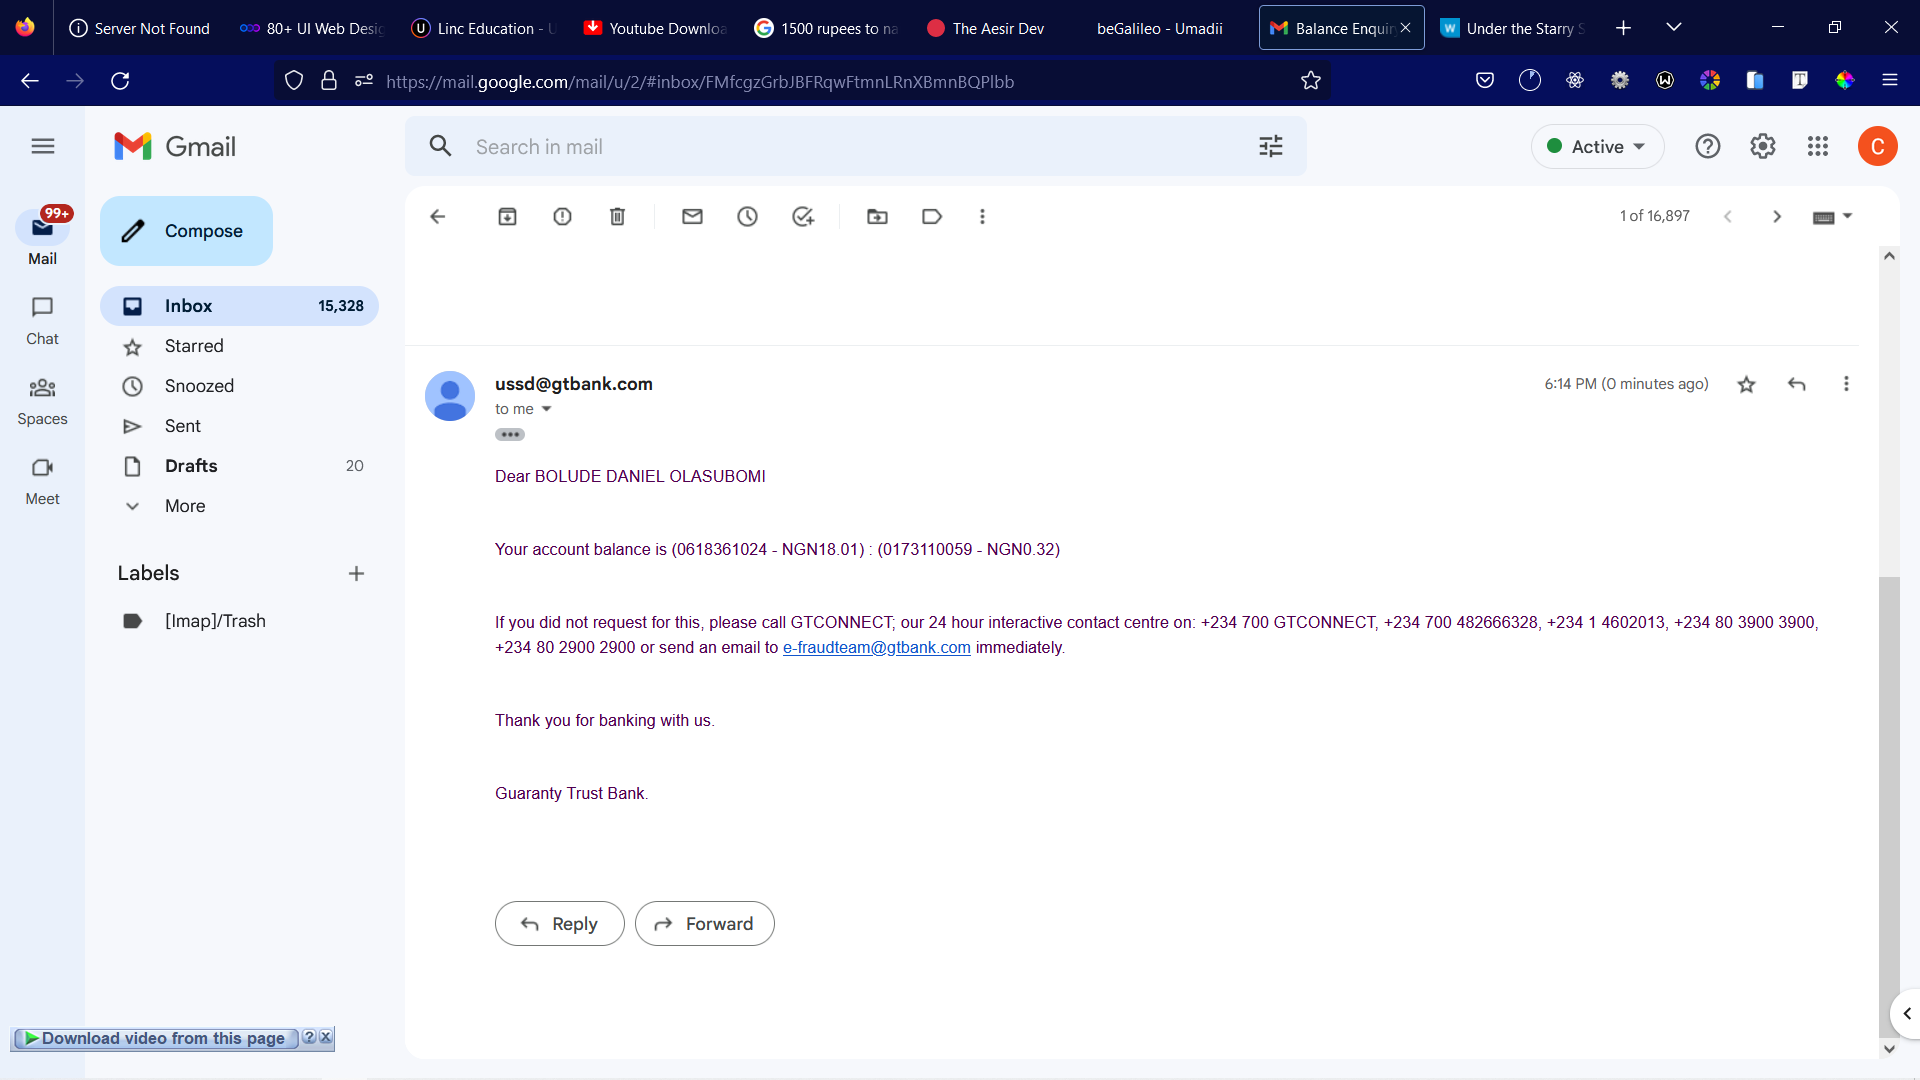 Server Not Found
80+ UI Web Desig
Linc Education - U
Youtube Downloa
1500 rupees to na
The Aesir Dev
beGalileo - Umadii
Balance Enquir
Under the Starry S
https://mail.google.com/mail/u/2/#inbox/FMfcgzGrbJBFRqwFtmnLRnXBmnBQPlbb
Gmail
Search in mail
Active
C
99+
Mail
Chat
Spaces
Meet
Compose
Inbox 15,328
Starred
Snoozed
Sent
Drafts 20
More
Labels
[Imap]/Trash
1 of 16,897
ussd@gtbank.com
6:14 PM (0 minutes ago)
to me
Dear BOLUDE DANIEL OLASUBOMI
Your account balance is (0618361024 - NGN18.01) : (0173110059 - NGN0.32)
If you did not request for this, please call GTCONNECT; our 24 hour interactive contact centre on: +234 700 GTCONNECT, +234 700 482666328, +234 1 4602013, +234 80 3900 3900,
+234 80 2900 2900 or send an email to e-fraudteam@gtbank.com immediately.
Thank you for banking with us.
Guaranty Trust Bank.
Reply
Forward
Download video from this page